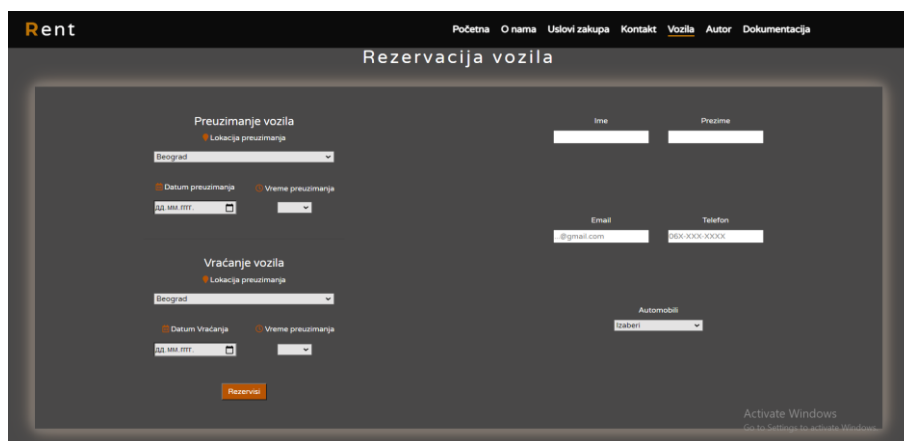 Rent
Početna O nama Uslovi zakupa Kontakt Vozila Autor Dokumentacija
Rezervacija vozila
Preuzimanje vozila
Lokacija preuzimanja
Beograd
Datum preuzimanja Vreme preuzimanja
дд.мм.гггг.
Vraćanje vozila
Lokacija preuzimanja
Beograd
Datum Vraćanja Vreme preuzimanja
дд.мм.гггг.
Rezervisi
Ime Prezime
Email Telefon
...@gmail.com 06X-XXX-XXXX
Automobili
Izaberi
Activate Windows
Go to Settings to activate Windows.